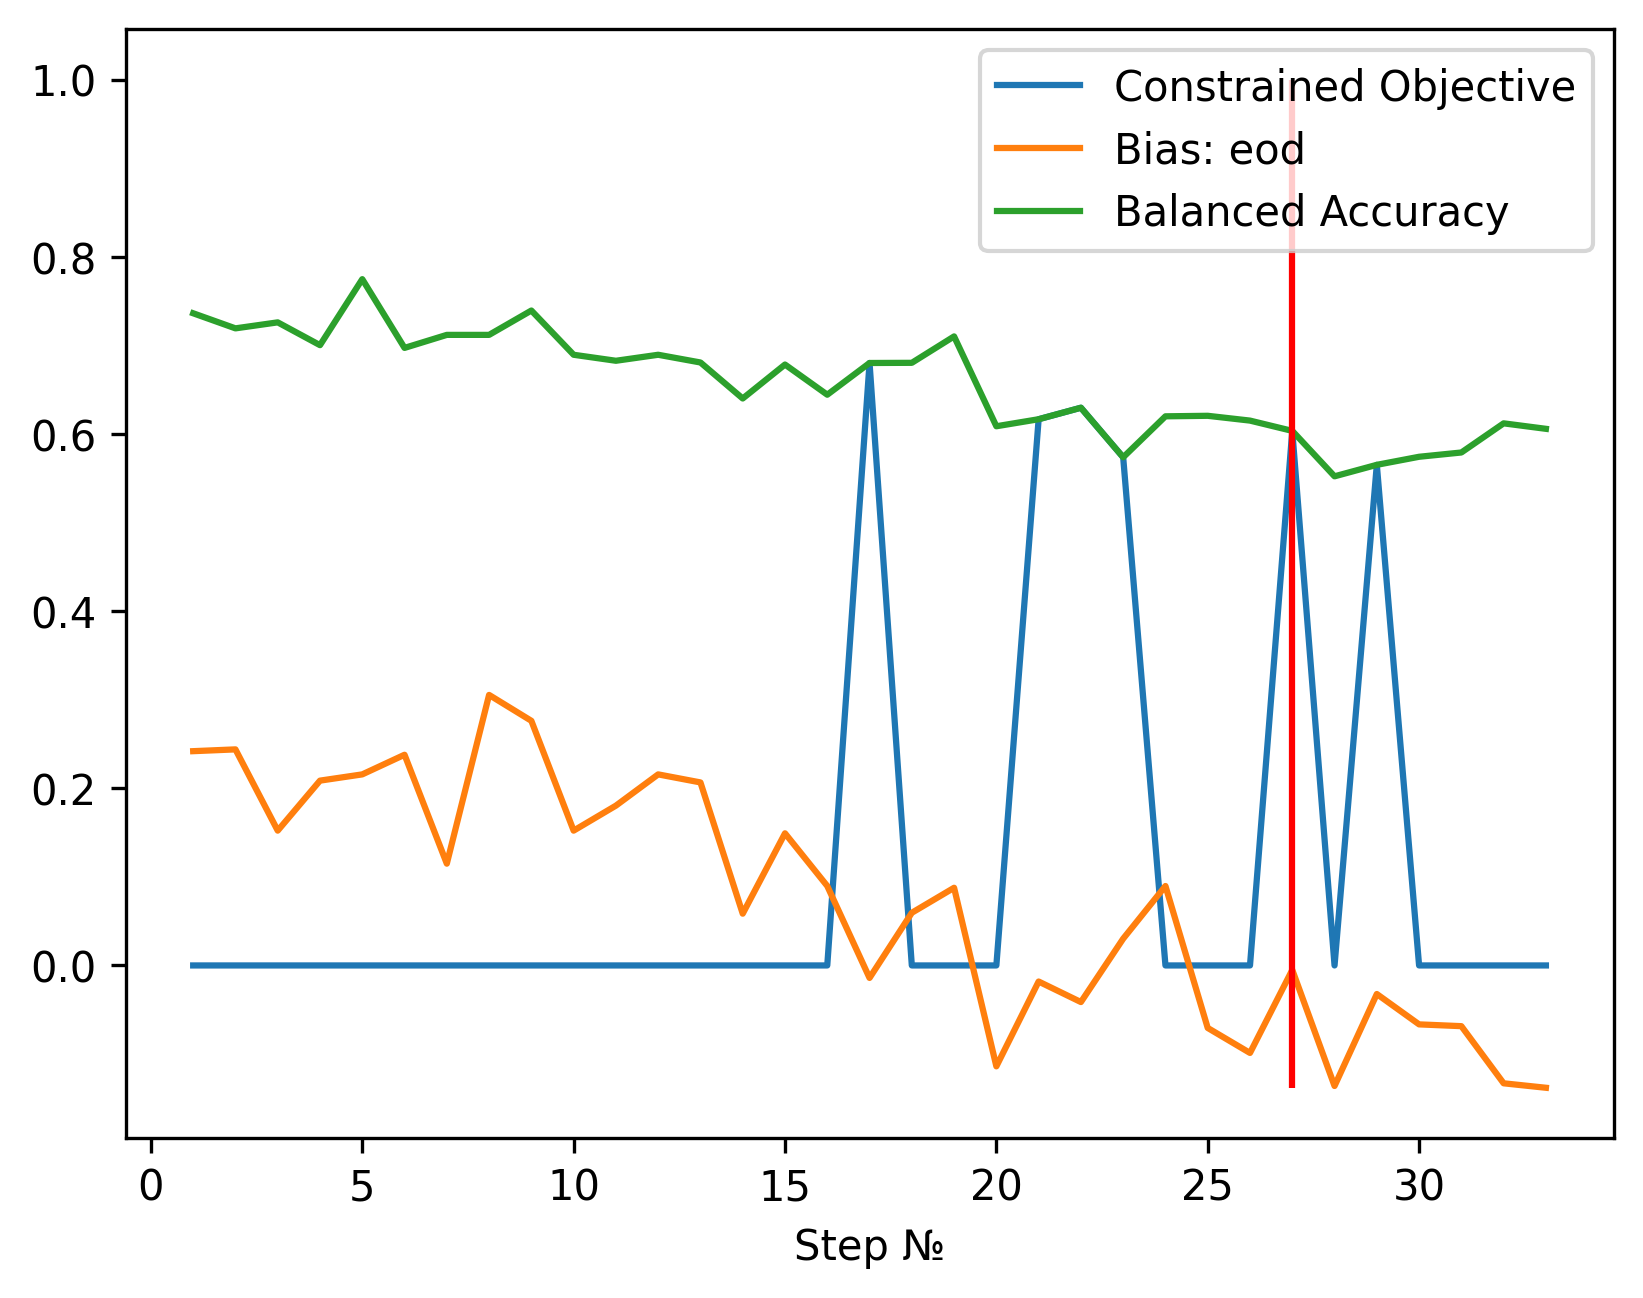 1.0
0.8
0.6
0.4
0.2
0.0
Constrained Objective
Bias: eod
Balanced Accuracy
0 5 10 15 20 25 30
Step №